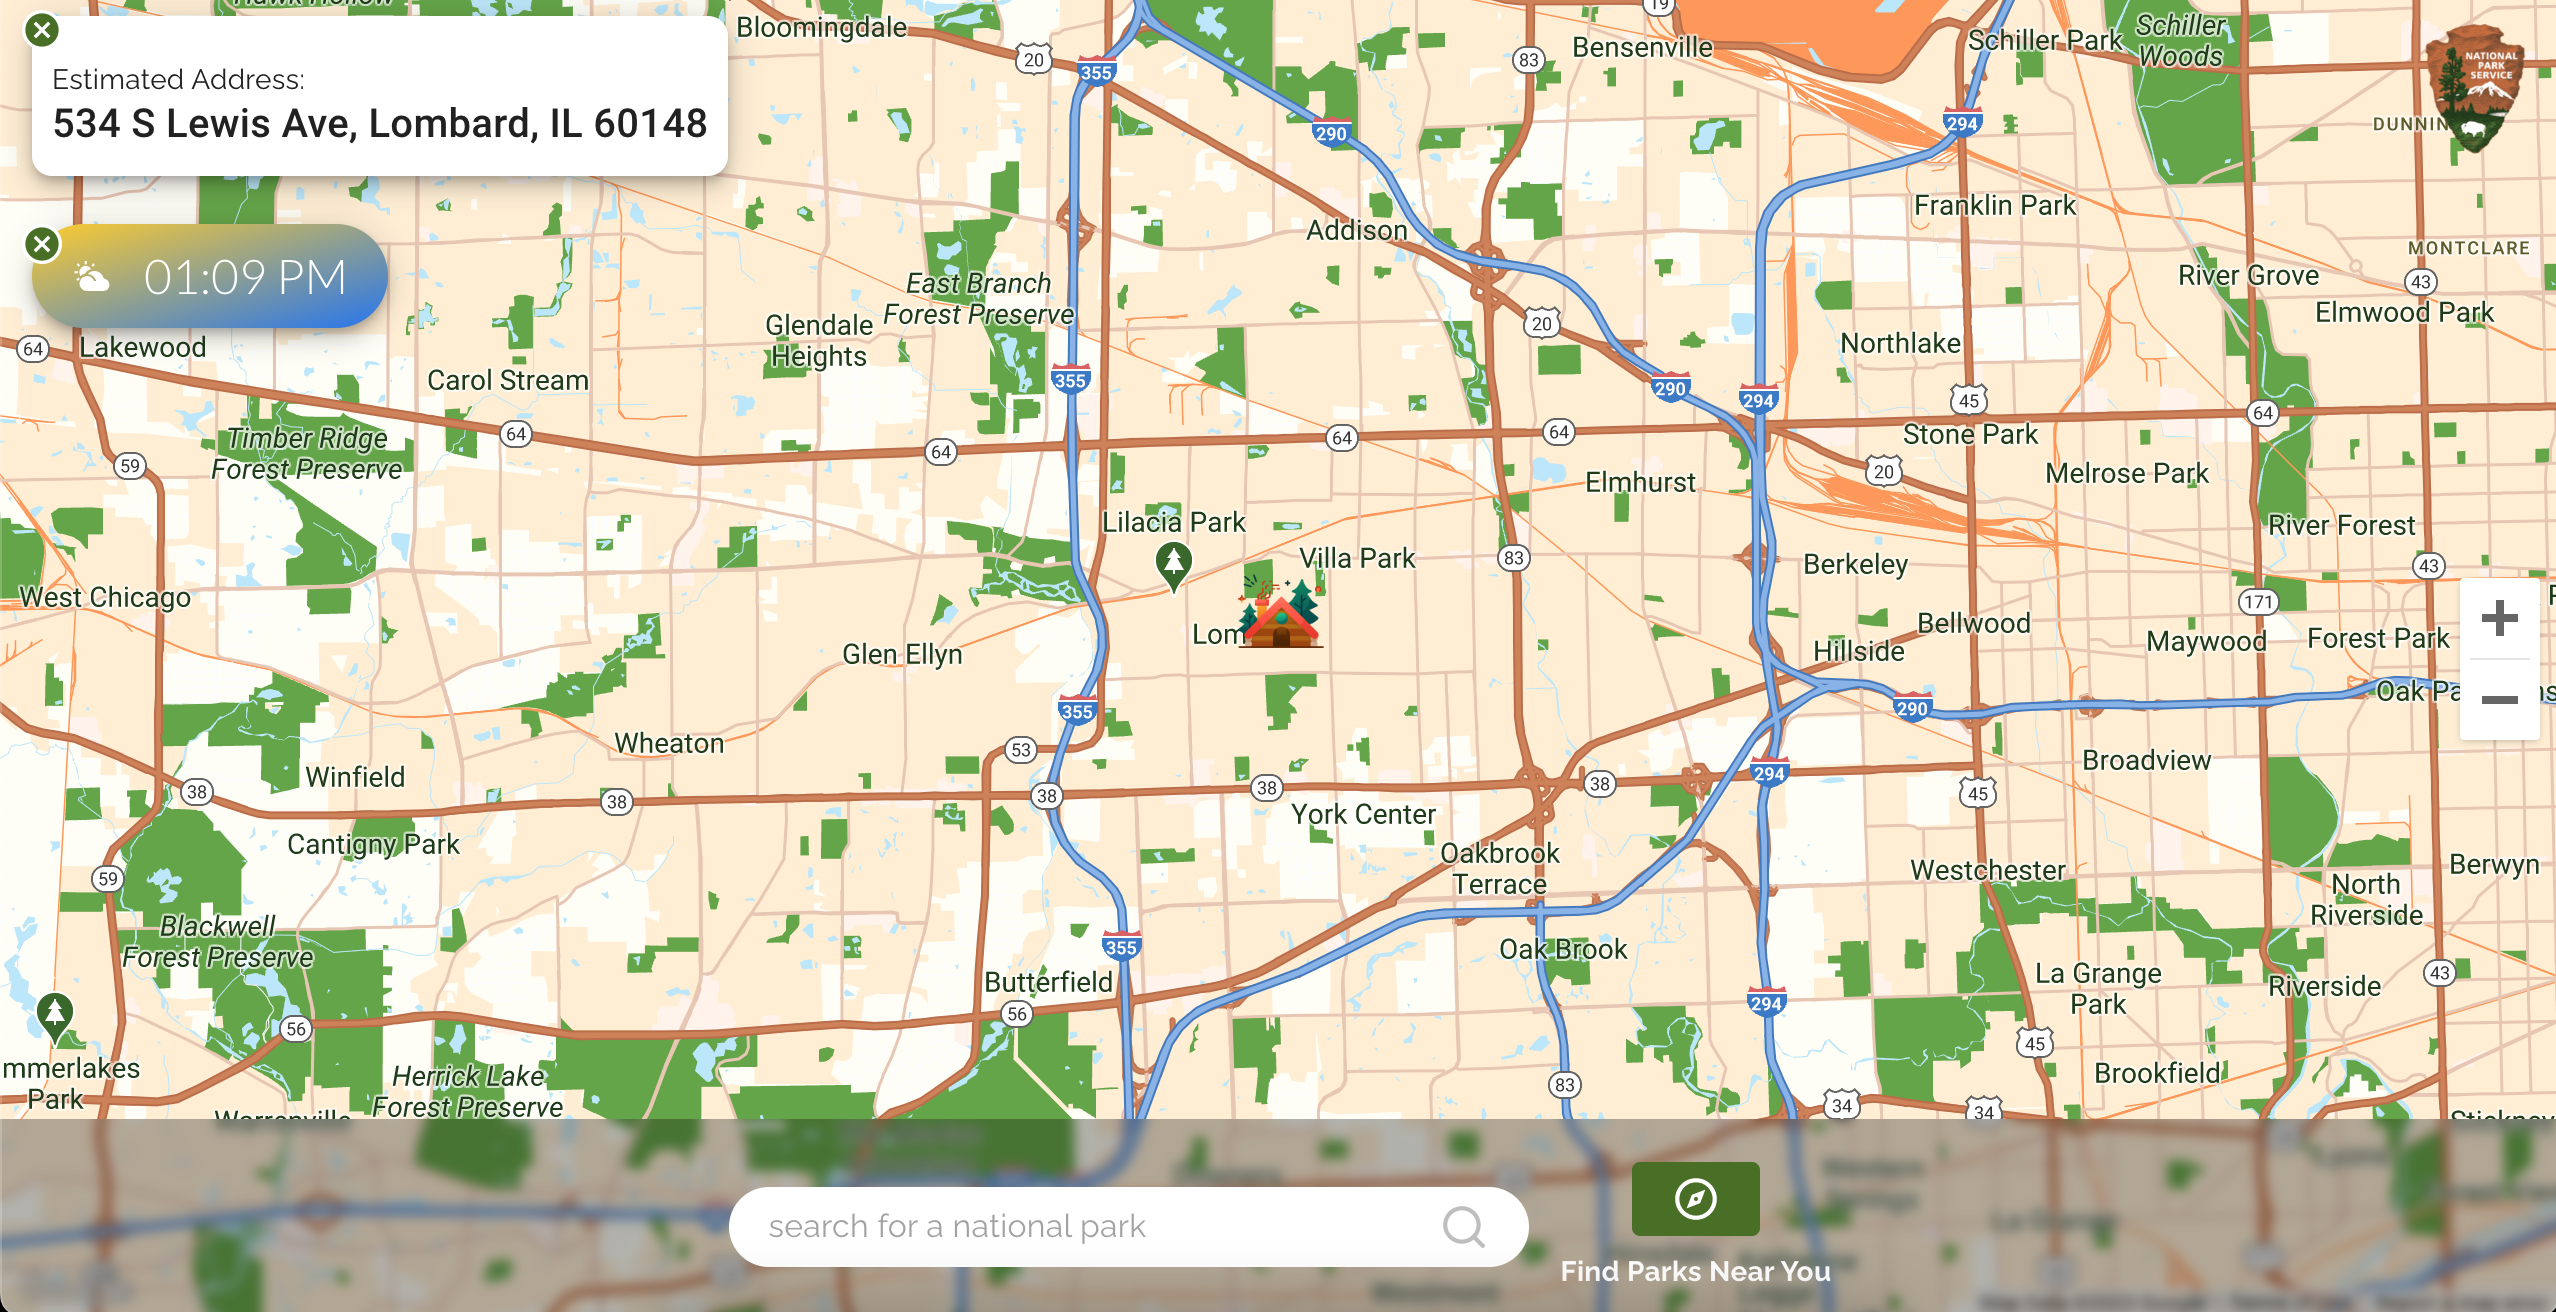 Estimated Address:
534 S Lewis Ave, Lombard, IL 60148
01:09 PM
Bloomingdale
20
355
19
83
Bensenville
Schiller Park
Schiller
Woods
NATIONAL
PARK
SERVICE
290
294
Addison
Franklin Park
MONTCLARE
River Grove
43
Elmwood Park
East Branch
Forest Preserve
Glendale
Heights
20
64
Lakewood
Carol Stream
355
290
294
Northlake
45
64
Timber Ridge
Forest Preserve
64
64
64
64
Stone Park
59
20
Elmhurst
Melrose Park
Lilacia Park
River Forest
Villa Park
83
Berkeley
43
West Chicago
171
Lom
Bellwood
Glen Ellyn
Hillside
Maywood
Forest Park
355
290
Oak Pa
Wheaton
53
Winfield
Broadview
38
38
38
38
38
294
45
York Center
Cantigny Park
Oakbrook
Terrace
59
Westchester
Berwyn
North
Riverside
Blackwell
Forest Preserve
355
Oak Brook
Butterfield
La Grange
Park
Riverside
43
56
56
294
45
mmerlakes
Park
Herrick Lake
Forest Preserve
83
Brookfield
34
34
search for a national park
Find Parks Near You